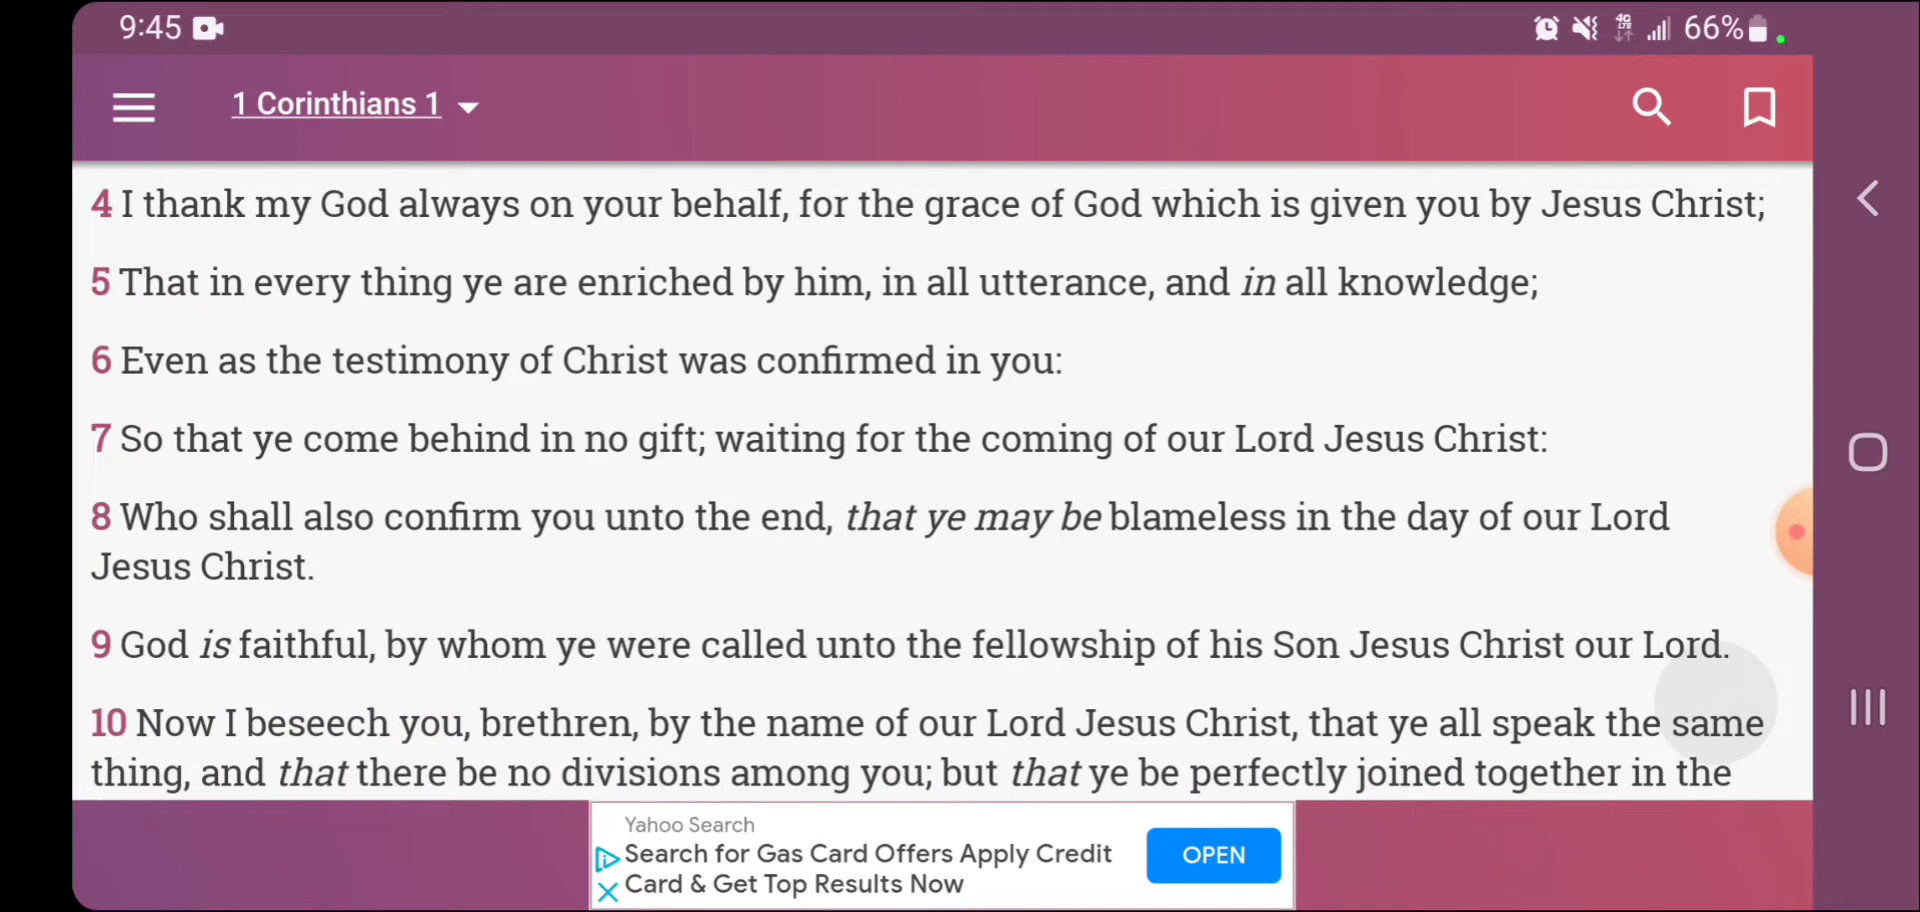 9:45
4G
LTE
66%
1 Corinthians 1
4 I thank my God always on your behalf, for the grace of God which is given you by Jesus Christ;
5 That in every thing ye are enriched by him, in all utterance, and in all knowledge;
6 Even as the testimony of Christ was confirmed in you:
7 So that ye come behind in no gift; waiting for the coming of our Lord Jesus Christ:
8 Who shall also confirm you unto the end, that ye may be blameless in the day of our Lord
Jesus Christ.
9 God is faithful, by whom ye were called unto the fellowship of his Son Jesus Christ our Lord.
10 Now I beseech you, brethren, by the name of our Lord Jesus Christ, that ye all speak the same
thing, and that there be no divisions among you; but that ye be perfectly joined together in the
Yahoo Search
Search for Gas Card Offers Apply Credit
Card & Get Top Results Now
OPEN